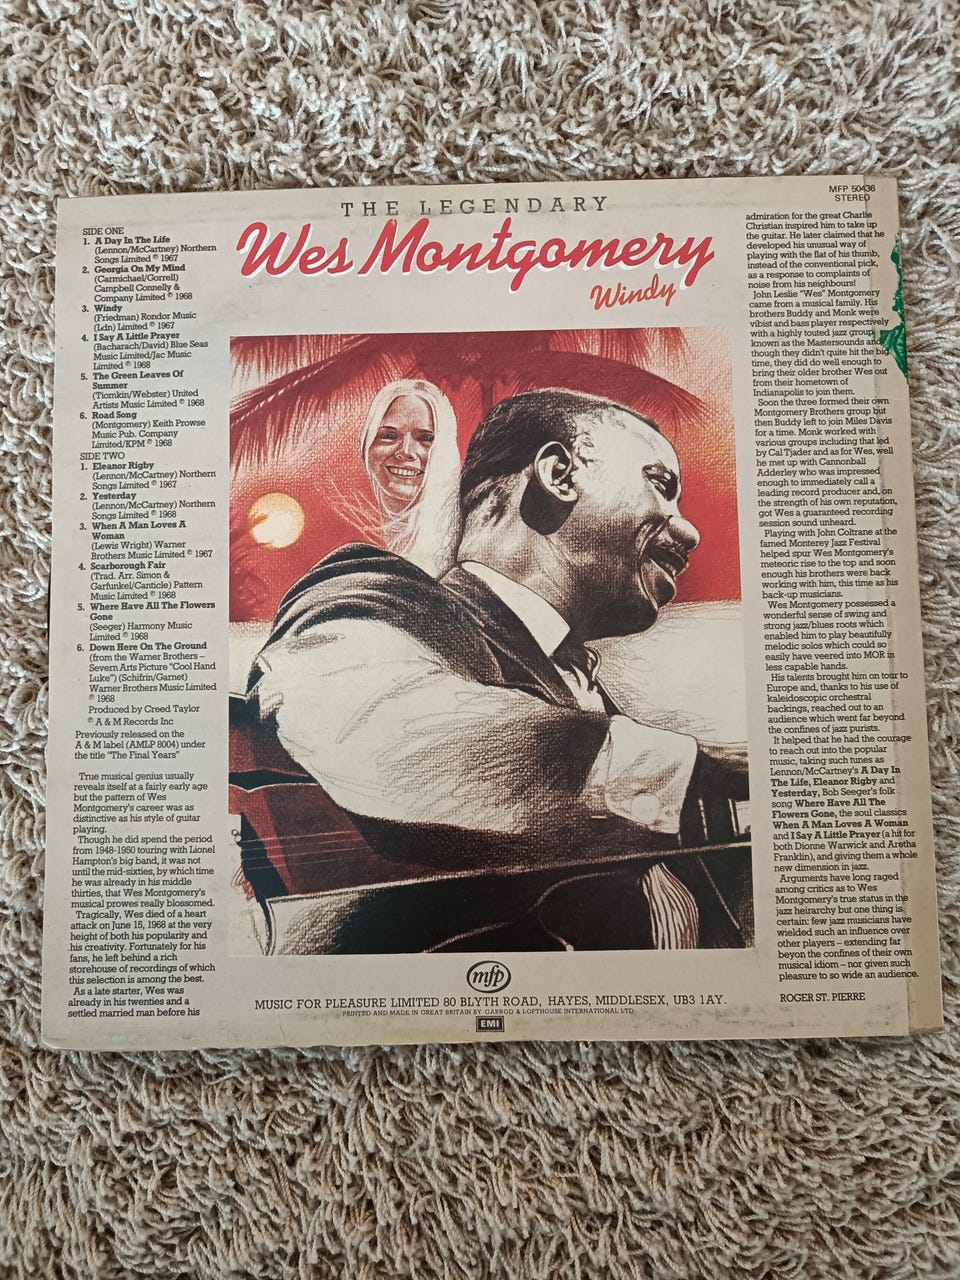 MFP 50436
STEREO
THE LEGENDARY
Wes Montgomery
Windy
SIDE ONE
1. A Day In The Life
(Lennon/McCartney) Northern
Songs Limited ℗ 1967
2. Georgia On My Mind
(Carmichael/Gorrell)
Campbell Connelly &
Company Limited ℗ 1968
3. Windy
(Friedman) Rondor Music
(Ldn) Limited ℗ 1967
4. I Say A Little Prayer
(Bacharach/David) Blue Seas
Music Limited/Jac Music
Limited ℗ 1968
5. The Green Leaves Of
Summer
(Tiomkin/Webster) United
Artists Music Limited ℗ 1968
6. Road Song
(Montgomery) Keith Prowse
Music Pub. Company
Limited/KPM ℗ 1968
SIDE TWO
1. Eleanor Rigby
(Lennon/McCartney) Northern
Songs Limited ℗ 1967
2. Yesterday
(Lennon/McCartney) Northern
Songs Limited ℗ 1968
3. When A Man Loves A
Woman
(Lewis Wright) Warner
Brothers Music Limited ℗ 1967
4. Scarborough Fair
(Trad. Arr. Simon &
Garfunkel/Canticle) Pattern
Music Limited ℗ 1968
5. Where Have All The Flowers
Gone
(Seeger) Harmony Music
Limited ℗ 1968
6. Down Here On The Ground
(from the Warner Brothers –
Severn Arts Picture "Cool Hand
Luke") (Schifrin/Garnet)
Warner Brothers Music Limited
℗ 1968
Produced by Creed Taylor
℗ A & M Records Inc
Previously released on the
A & M label (AMLP 8004) under
the title "The Final Years"
True musical genius usually
reveals itself at a fairly early age
but the pattern of Wes
Montgomery's career was as
distinctive as his style of guitar
playing.
Though he did spend the period
from 1948-1950 touring with Lionel
Hampton's big band, it was not
until the mid-sixties, by which time
he was already in his middle
thirties, that Wes Montgomery's
musical prowes really blossomed.
Tragically, Wes died of a heart
attack on June 15, 1968 at the very
height of both his popularity and
his creativity. Fortunately for his
fans, he left behind a rich
storehouse of recordings of which
this selection is among the best.
As a late starter, Wes was
already in his twenties and a
settled married man before his
admiration for the great Charlie
Christian inspired him to take up
the guitar. He later claimed that he
developed his unusual way of
playing with the flat of his thumb,
instead of the conventional pick,
as a response to complaints of
noise from his neighbours!
John Leslie "Wes" Montgomery
came from a musical family. His
brothers Buddy and Monk were
vibist and bass player respectively
with a highly touted jazz group
known as the Mastersounds and
though they didn't quite hit the big
time, they did do well enough to
bring their older brother Wes out
from their hometown of
Indianapolis to join them.
Soon the three formed their own
Montgomery Brothers group but
then Buddy left to join Miles Davis
for a time. Monk worked with
various groups including that led
by Cal Tjader and as for Wes, well
he met up with Cannonball
Adderley who was impressed
enough to immediately call a
leading record producer and, on
the strength of his own reputation,
got Wes a guaranteed recording
session sound unheard.
Playing with John Coltrane at the
famed Monterey Jazz Festival
helped spur Wes Montgomery's
meteoric rise to the top and soon
enough his brothers were back
working with him, this time as his
back-up musicians.
Wes Montgomery possessed a
wonderful sense of swing and
strong jazz/blues roots which
enabled him to play beautifully
melodic solos which could so
easily have veered into MOR in
less capable hands.
His talents brought him on tour to
Europe and, thanks to his use of
kaleidoscopic orchestral
backings, reached out to an
audience which went far beyond
the confines of jazz purists.
It helped that he had the courage
to reach out into the popular
music, taking such tunes as
Lennon/McCartney's A Day In
The Life, Eleanor Rigby and
Yesterday, Bob Seeger's folk
song Where Have All The
Flowers Gone, the soul classics
When A Man Loves A Woman
and I Say A Little Prayer (a hit for
both Dionne Warwick and Aretha
Franklin), and giving them a whole
new dimension in jazz.
Arguments have long raged
among critics as to Wes
Montgomery's true status in the
jazz heirarchy but one thing is
certain: few jazz musicians have
wielded such an influence over
other players – extending far
beyon the confines of their own
musical idiom – nor given such
pleasure to so wide an audience.
ROGER ST. PIERRE
mfp
MUSIC FOR PLEASURE LIMITED 80 BLYTH ROAD, HAYES, MIDDLESEX, UB3 1AY.
PRINTED AND MADE IN GREAT BRITAIN BY GARROD & LOFTHOUSE INTERNATIONAL LTD
EMI